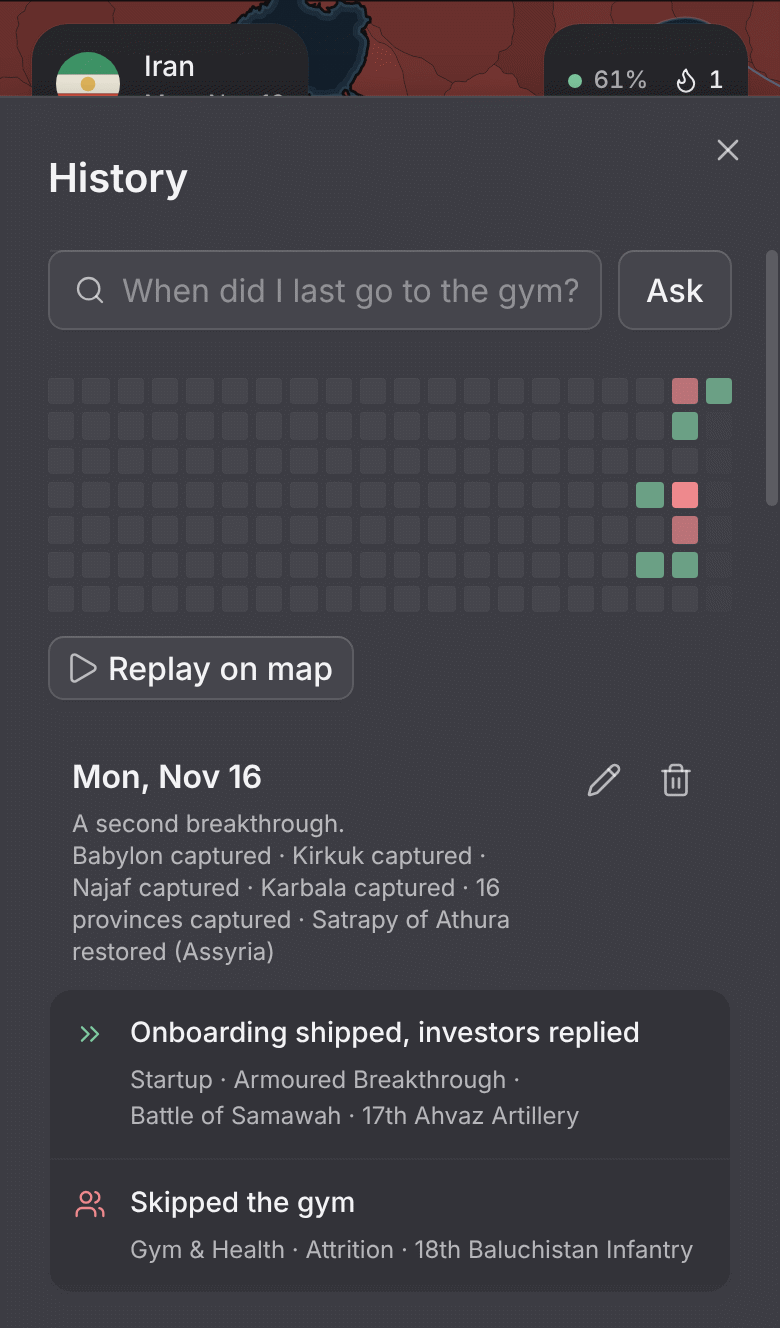 Iran
61%
1
History
When did I last go to the gym?
Ask
Replay on map
Mon, Nov 16
A second breakthrough.
Babylon captured · Kirkuk captured ·
Najaf captured · Karbala captured · 16
provinces captured · Satrapy of Athura
restored (Assyria)
Onboarding shipped, investors replied
Startup · Armoured Breakthrough ·
Battle of Samawah · 17th Ahvaz Artillery
Skipped the gym
Gym & Health · Attrition · 18th Baluchistan Infantry